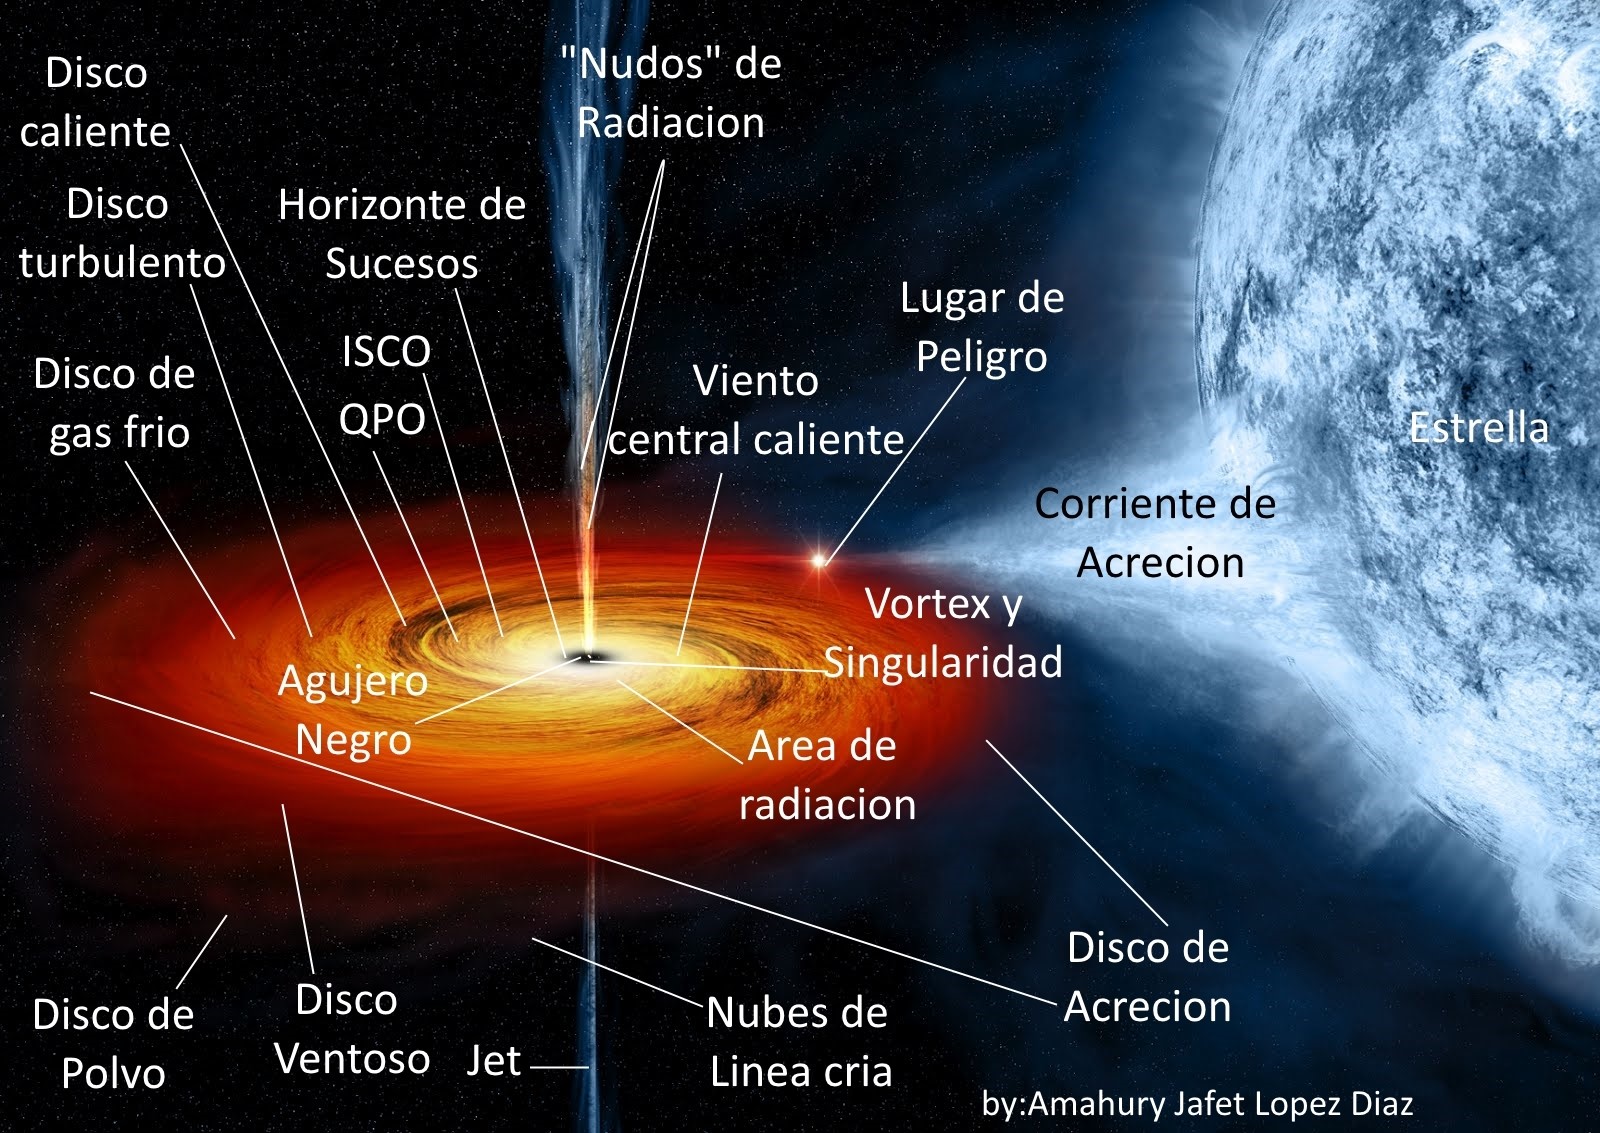 Disco
caliente
"Nudos" de
Radiacion
Disco
turbulento
Horizonte de
Sucesos
Lugar de
Peligro
ISCO
QPO
Disco de
gas frio
Viento
central caliente
Estrella
Corriente de
Acrecion
Vortex y
Singularidad
Agujero
Negro
Area de
radiacion
Disco de
Acrecion
Disco de
Polvo
Disco
Ventoso
Jet
Nubes de
Linea cria
by:Amahury Jafet Lopez Diaz